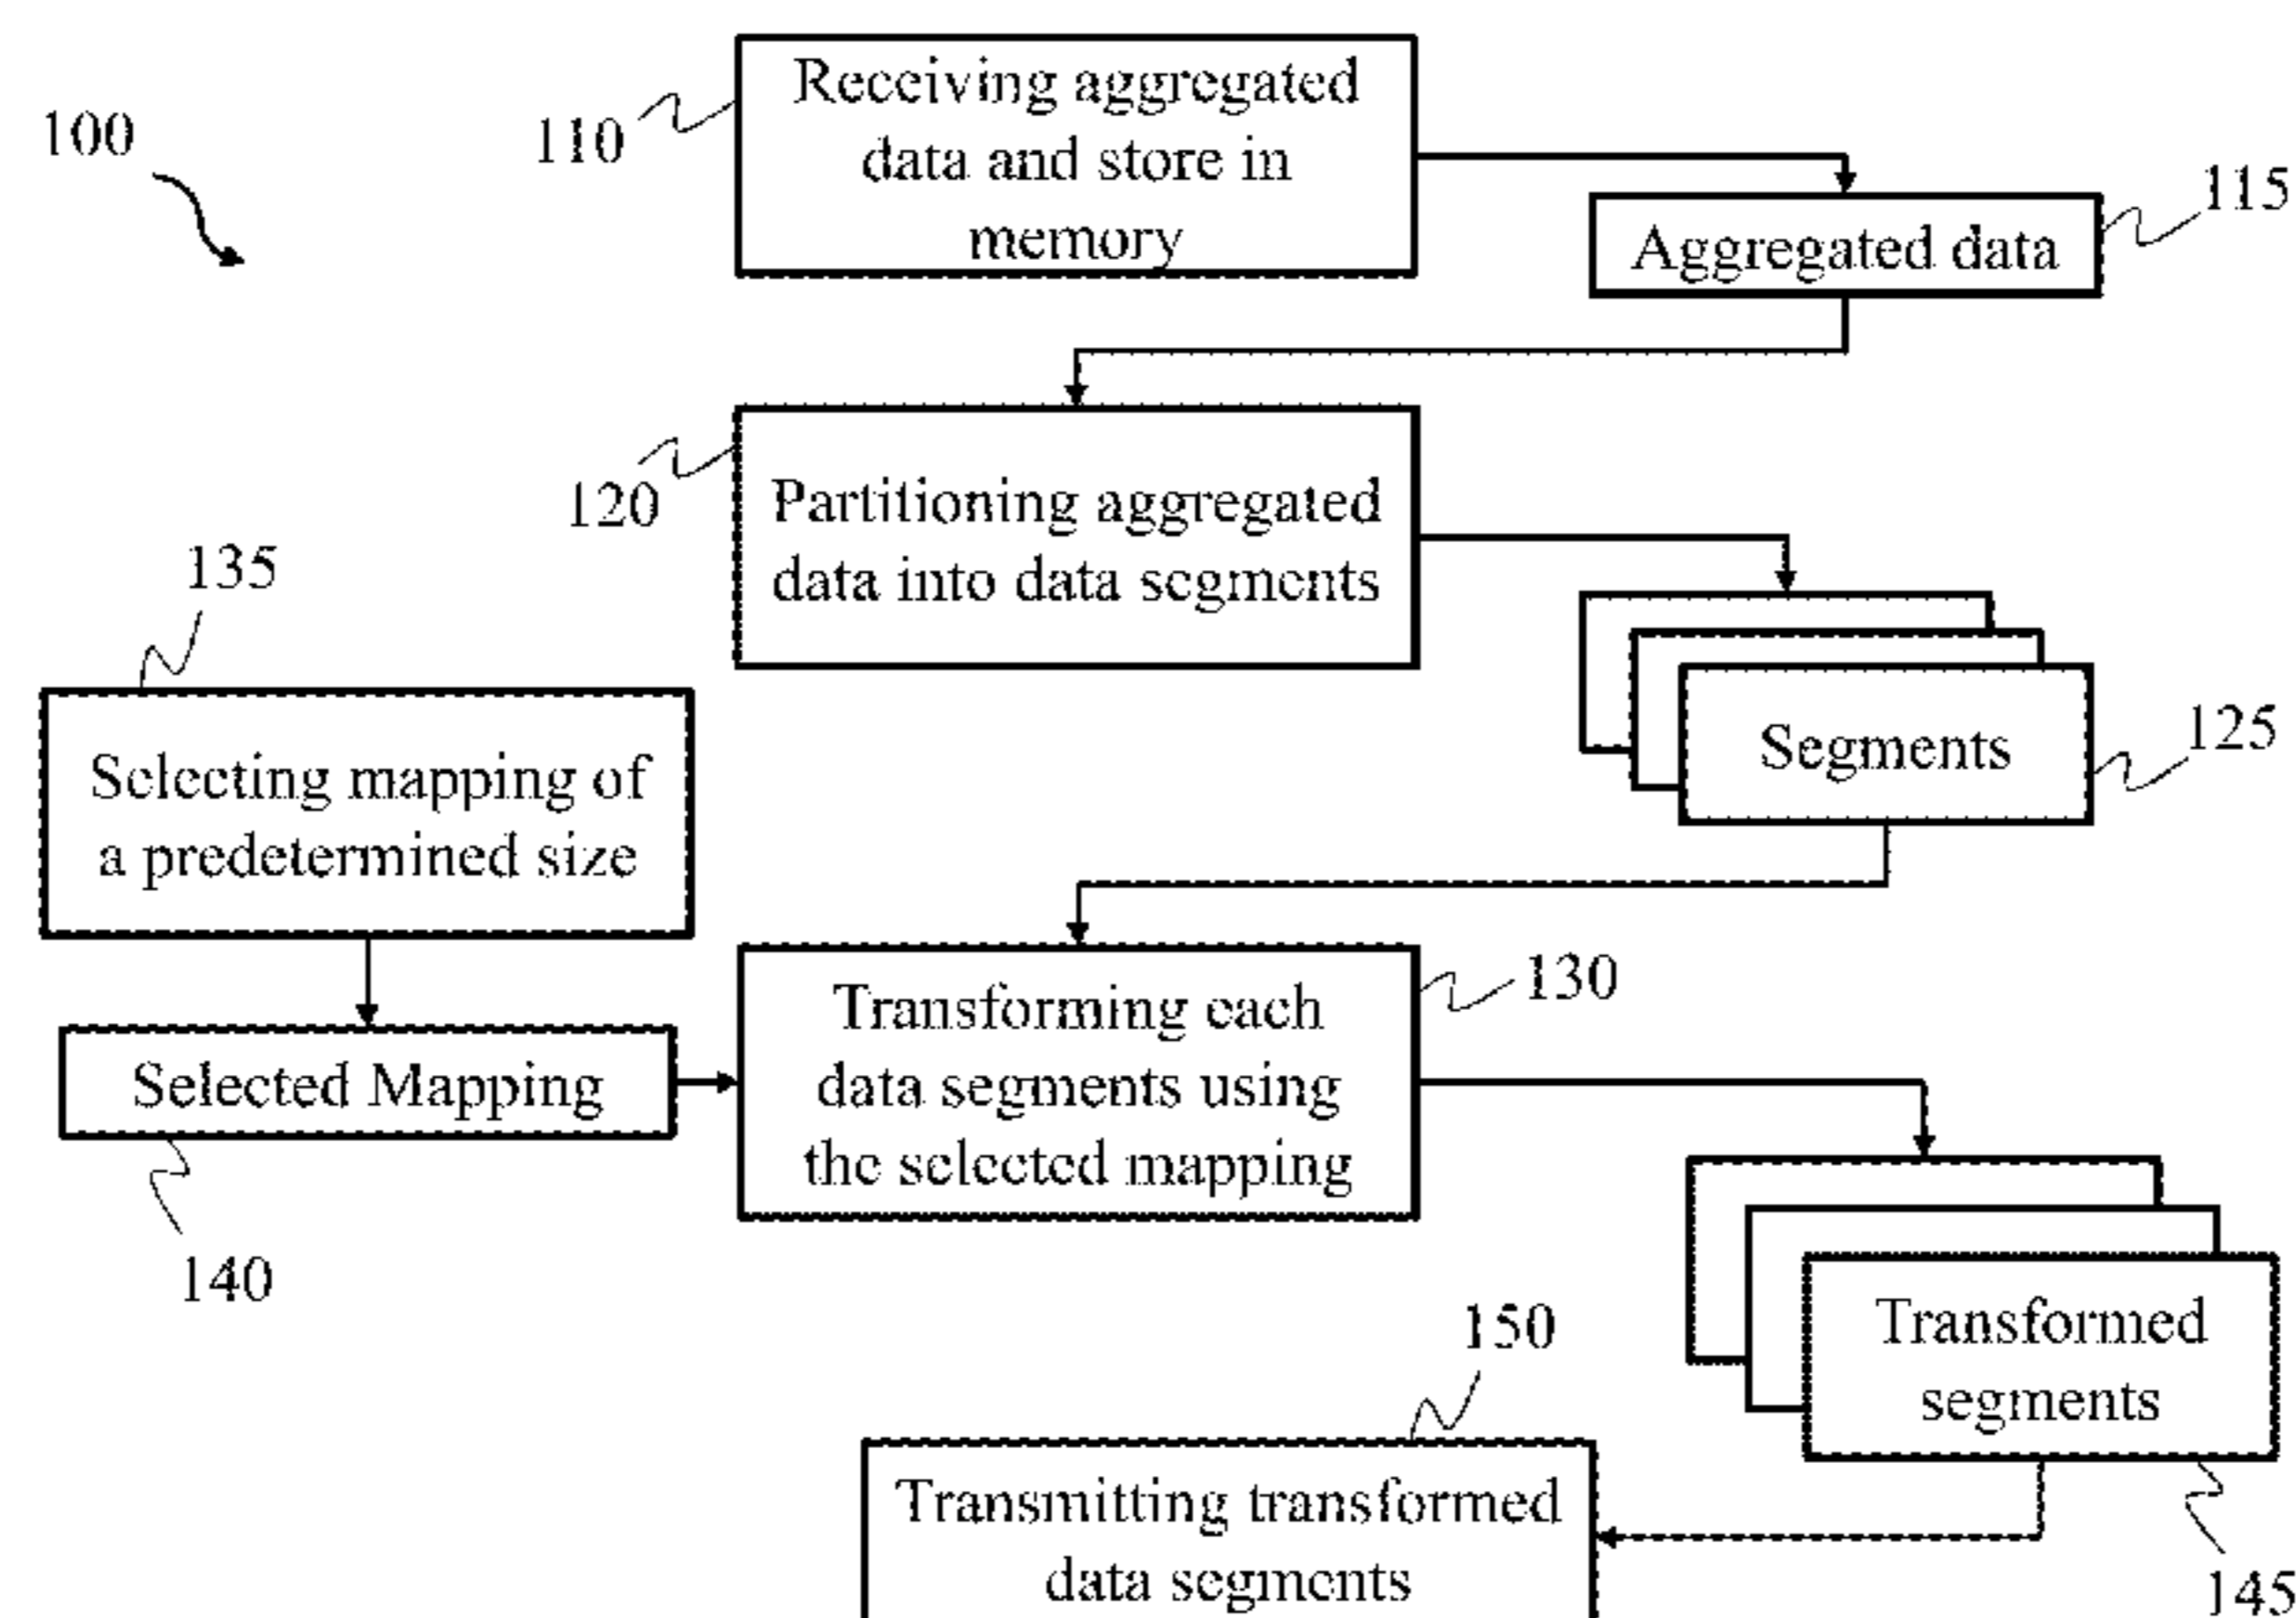 100
110
Receiving aggregated
data and store in
memory
115
Aggregated data
120
Partitioning aggregated
data into data segments
135
Selecting mapping of
a predetermined size
Segments
125
Selected Mapping
140
Transforming each
data segments using
the selected mapping
130
Transformed
segments
145
150
Transmitting transformed
data segments